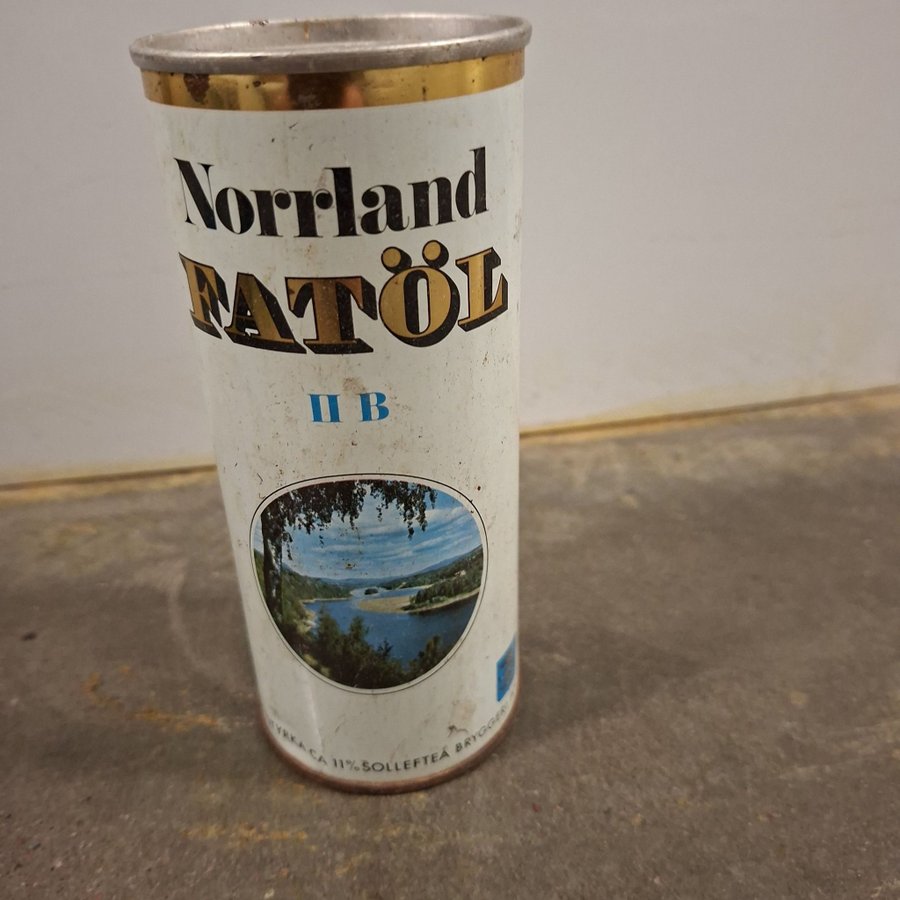 Norrland
FATÖL
II B
CA 11% SOLLEFTEÅ